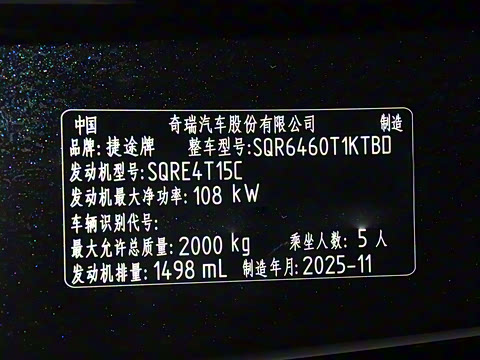 中国 奇瑞汽车股份有限公司 制造
品牌: 捷途牌 整车型号: SQR6460T1KTBD
发动机型号: SQRE4T15C
发动机最大净功率: 108 kW
车辆识别代号:
最大允许总质量: 2000 kg 乘坐人数: 5 人
发动机排量: 1498 mL 制造年月: 2025-11